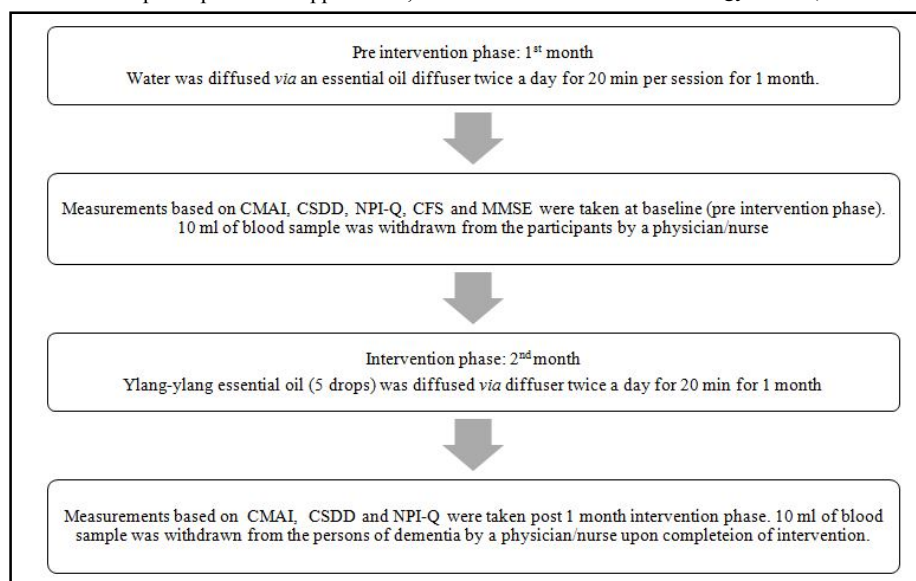 Pre intervention phase: 1st month
Water was diffused via an essential oil diffuser twice a day for 20 min per session for 1 month.
Measurements based on CMAI, CSDD, NPI-Q, CFS and MMSE were taken at baseline (pre intervention phase).
10 ml of blood sample was withdrawn from the participants by a physician/nurse
Intervention phase: 2nd month
Ylang-ylang essential oil (5 drops) was diffused via diffuser twice a day for 20 min for 1 month
Measurements based on CMAI, CSDD and NPI-Q were taken post 1 month intervention phase. 10 ml of blood
sample was withdrawn from the persons of dementia by a physician/nurse upon completeion of intervention.